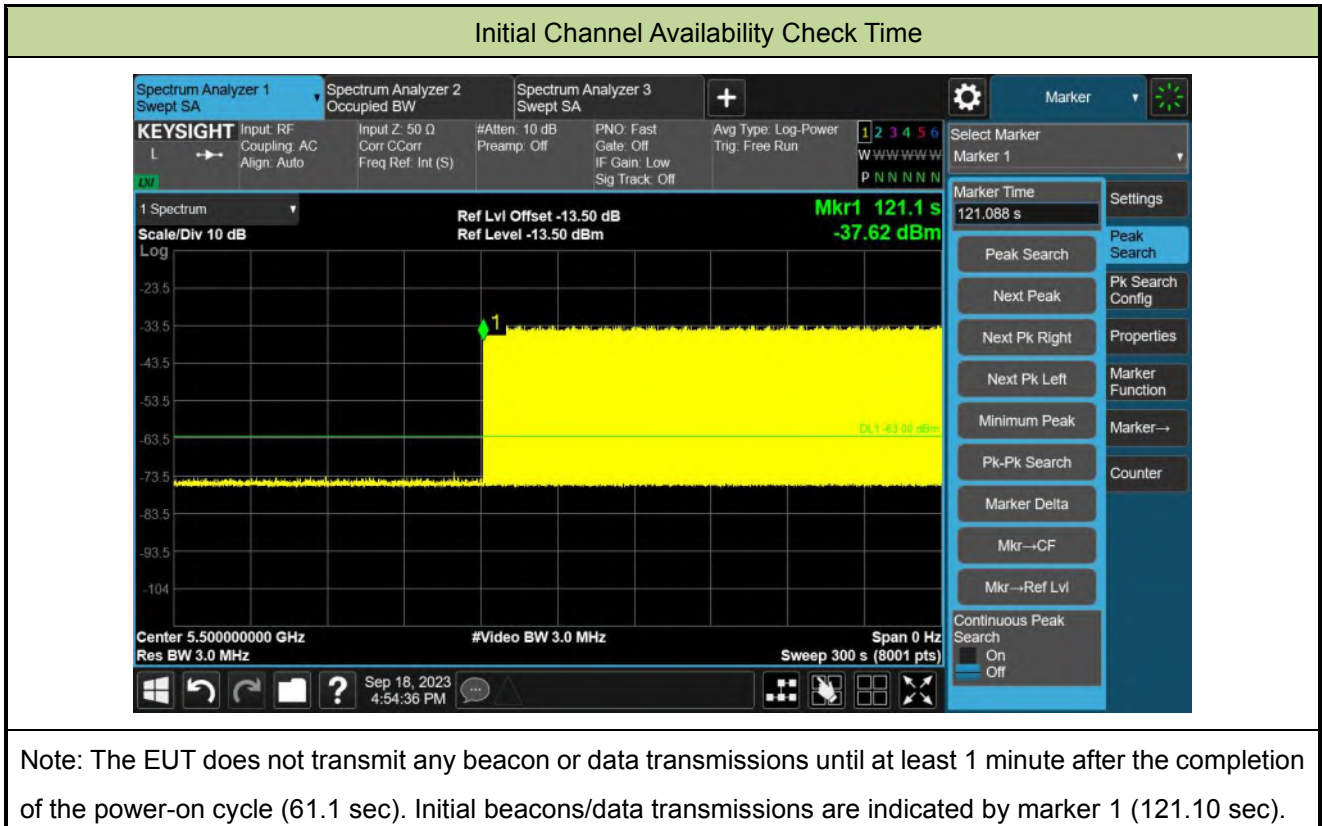 Initial Channel Availability Check Time
Spectrum Analyzer 1
Swept SA
Spectrum Analyzer 2
Occupied BW
Spectrum Analyzer 3
Swept SA
Marker
KEYSIGHT
L
LXI
Input: RF
Coupling: AC
Align: Auto
Input Z: 50 Ω
Corr CCorr
Freq Ref: Int (S)
#Atten: 10 dB
Preamp: Off
PNO: Fast
Gate: Off
IF Gain: Low
Sig Track: Off
Avg Type: Log-Power
Trig: Free Run
1 2 3 4 5 6
W W W W W W
P N N N N N
Select Marker
Marker 1
1 Spectrum
Scale/Div 10 dB
Log
Ref Lvl Offset -13.50 dB
Ref Level -13.50 dBm
Mkr1 121.1 s
-37.62 dBm
-23.5
-33.5
-43.5
-53.5
-63.5
-73.5
-83.5
-93.5
-104
1
DL1 -63.00 dBm
Center 5.500000000 GHz
Res BW 3.0 MHz
#Video BW 3.0 MHz
Span 0 Hz
Sweep 300 s (8001 pts)
Marker Time
121.088 s
Peak Search
Next Peak
Next Pk Right
Next Pk Left
Minimum Peak
Pk-Pk Search
Marker Delta
Mkr→CF
Mkr→Ref Lvl
Continuous Peak
Search
On
Off
Settings
Peak
Search
Pk Search
Config
Properties
Marker
Function
Marker→
Counter
?
Sep 18, 2023
4:54:36 PM
Note: The EUT does not transmit any beacon or data transmissions until at least 1 minute after the completion
of the power-on cycle (61.1 sec). Initial beacons/data transmissions are indicated by marker 1 (121.10 sec).